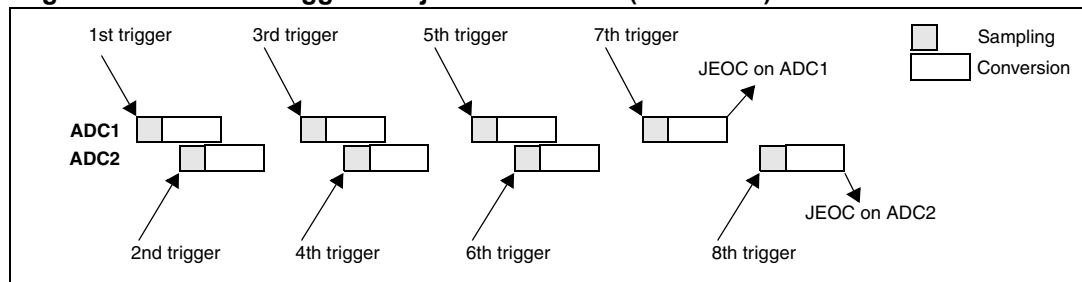 1st trigger
3rd trigger
5th trigger
7th trigger
Sampling
Conversion
JEOC on ADC1
ADC1
ADC2
JEOC on ADC2
2nd trigger
4th trigger
6th trigger
8th trigger